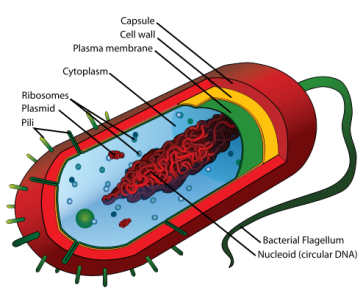 Capsule
Cell wall
Plasma membrane
Cytoplasm
Ribosomes
Plasmid
Pili
Bacterial Flagellum
Nucleoid (circular DNA)